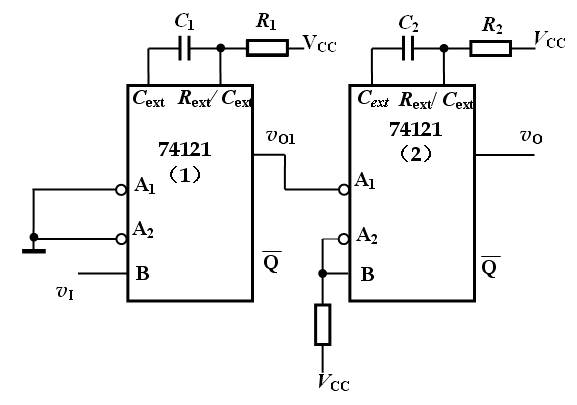 C1 R1 VCC
Cext Rext/ Cext
74121
(1)
A1
A2
B
Q̅
vI
vO1
C2 R2 VCC
Cext Rext/ Cext
74121
(2)
A1
A2
B
Q̅
vO
VCC